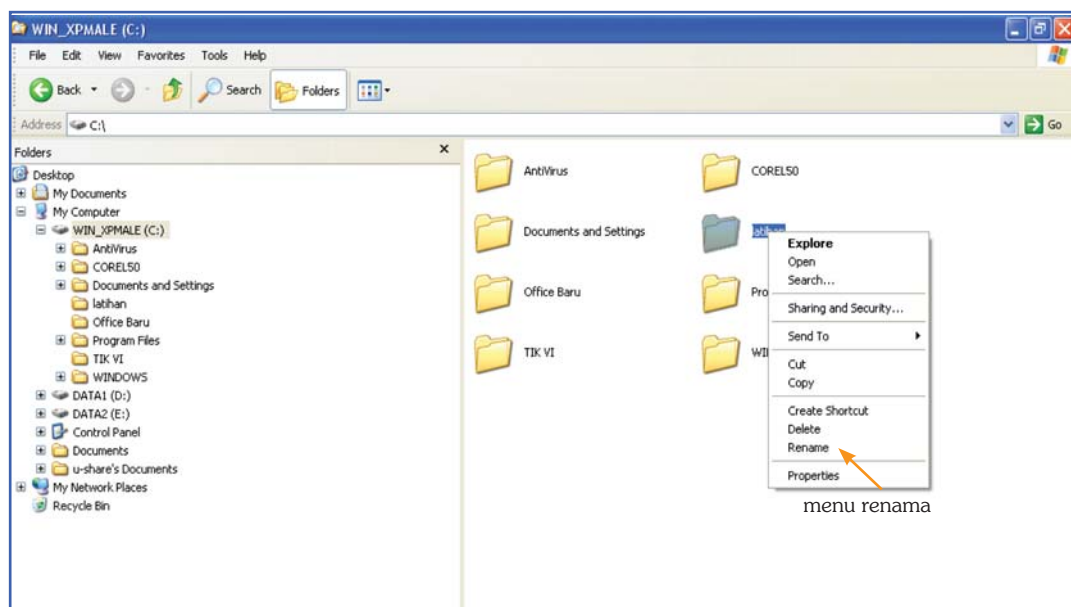 WIN_XPMALE (C:)
File Edit View Favorites Tools Help
Back Search Folders
Address C:\ Go
Folders
Desktop
My Documents
My Computer
WIN_XPMALE (C:)
AntiVirus
COREL50
Documents and Settings
latihan
Office Baru
Program Files
TIK VI
WINDOWS
DATA1 (D:)
DATA2 (E:)
Control Panel
Documents
u-share's Documents
My Network Places
Recycle Bin
AntiVirus COREL50
Documents and Settings latihan
Office Baru Pro
TIK VI
Explore
Open
Search...
Sharing and Security...
Send To
Cut
Copy
Create Shortcut
Delete
Rename
Properties
menu renama